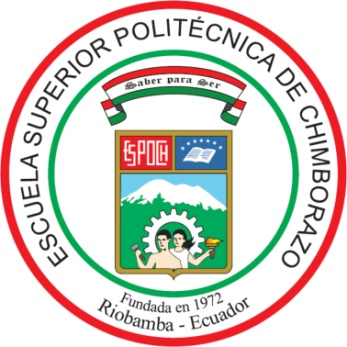 ESCUELA SUPERIOR POLITÉCNICA DE CHIMBORAZO
Saber para Ser
ESPOCH
Fundada en 1972
Riobamba - Ecuador